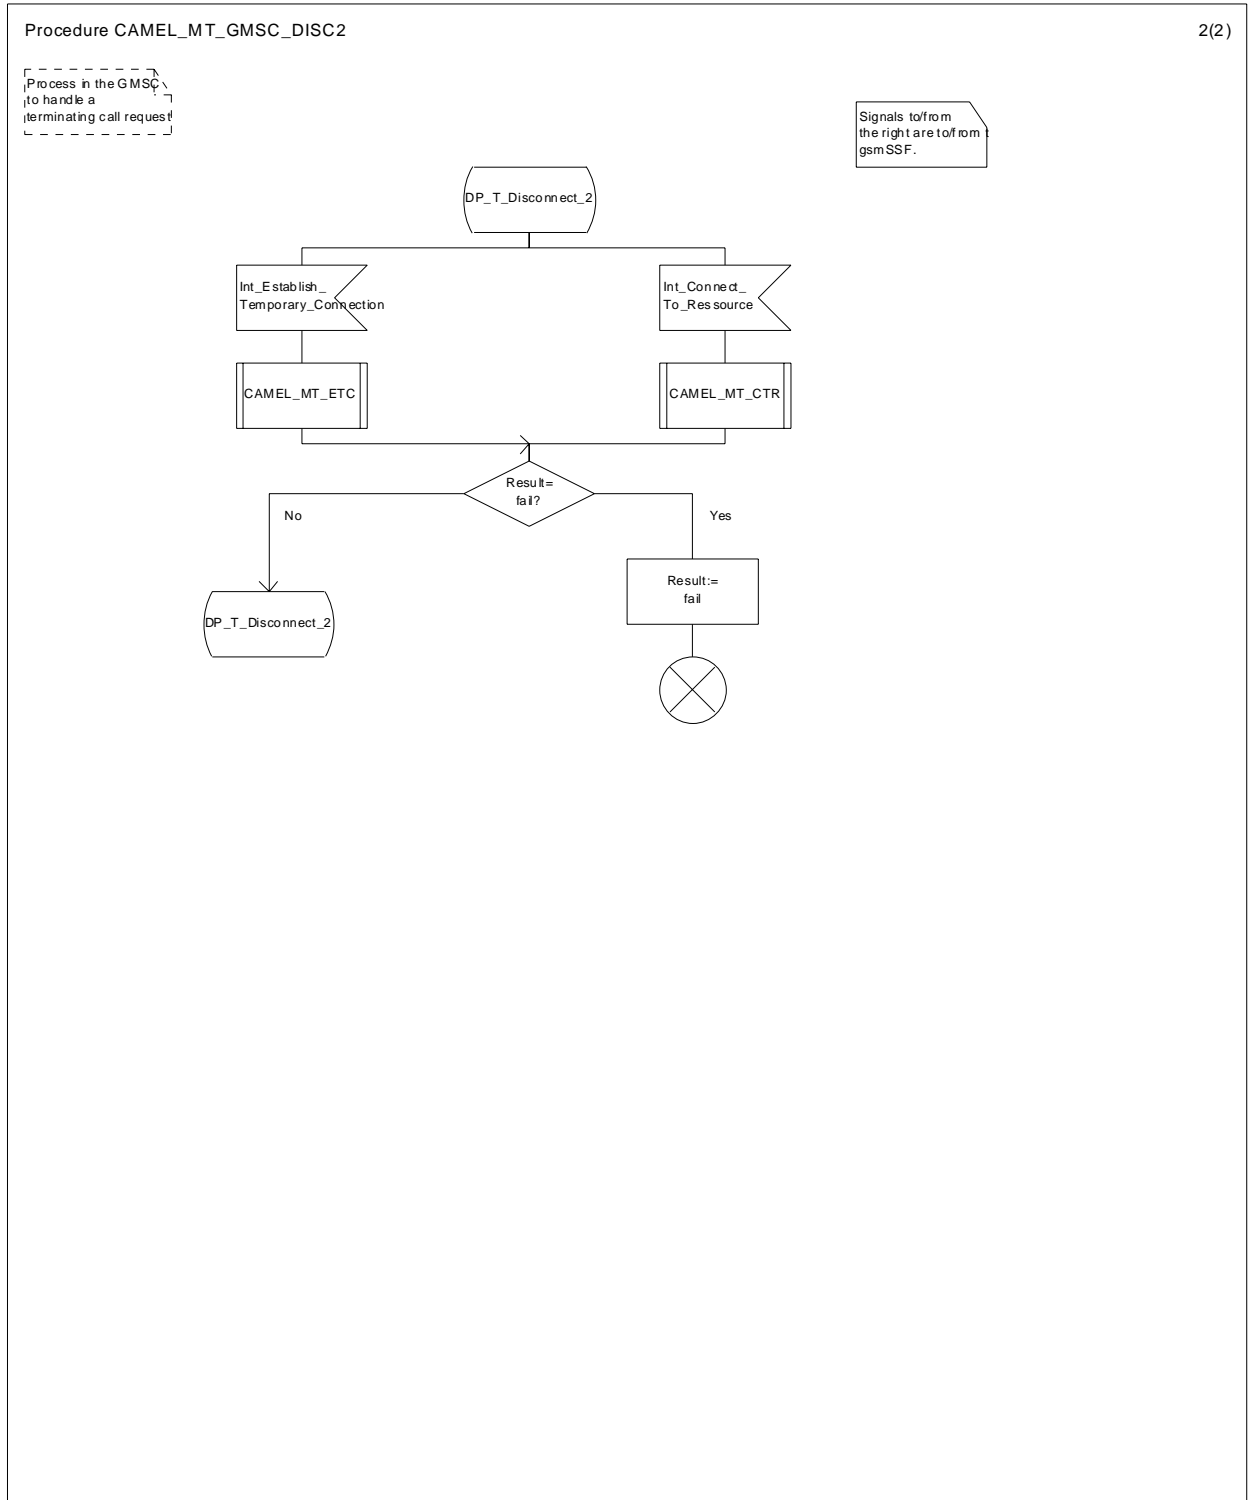 Procedure CAMEL_MT_GMSC_DISC2
2(2)
Process in the GMSC
to handle a
terminating call request
Signals to/from
the right are to/from t
gsmSSF.
DP_T_Disconnect_2
Int_Establish_
Temporary_Connection
Int_Connect_
To_Ressource
CAMEL_MT_ETC
CAMEL_MT_CTR
Result=
fail?
No
Yes
Result:=
fail
DP_T_Disconnect_2